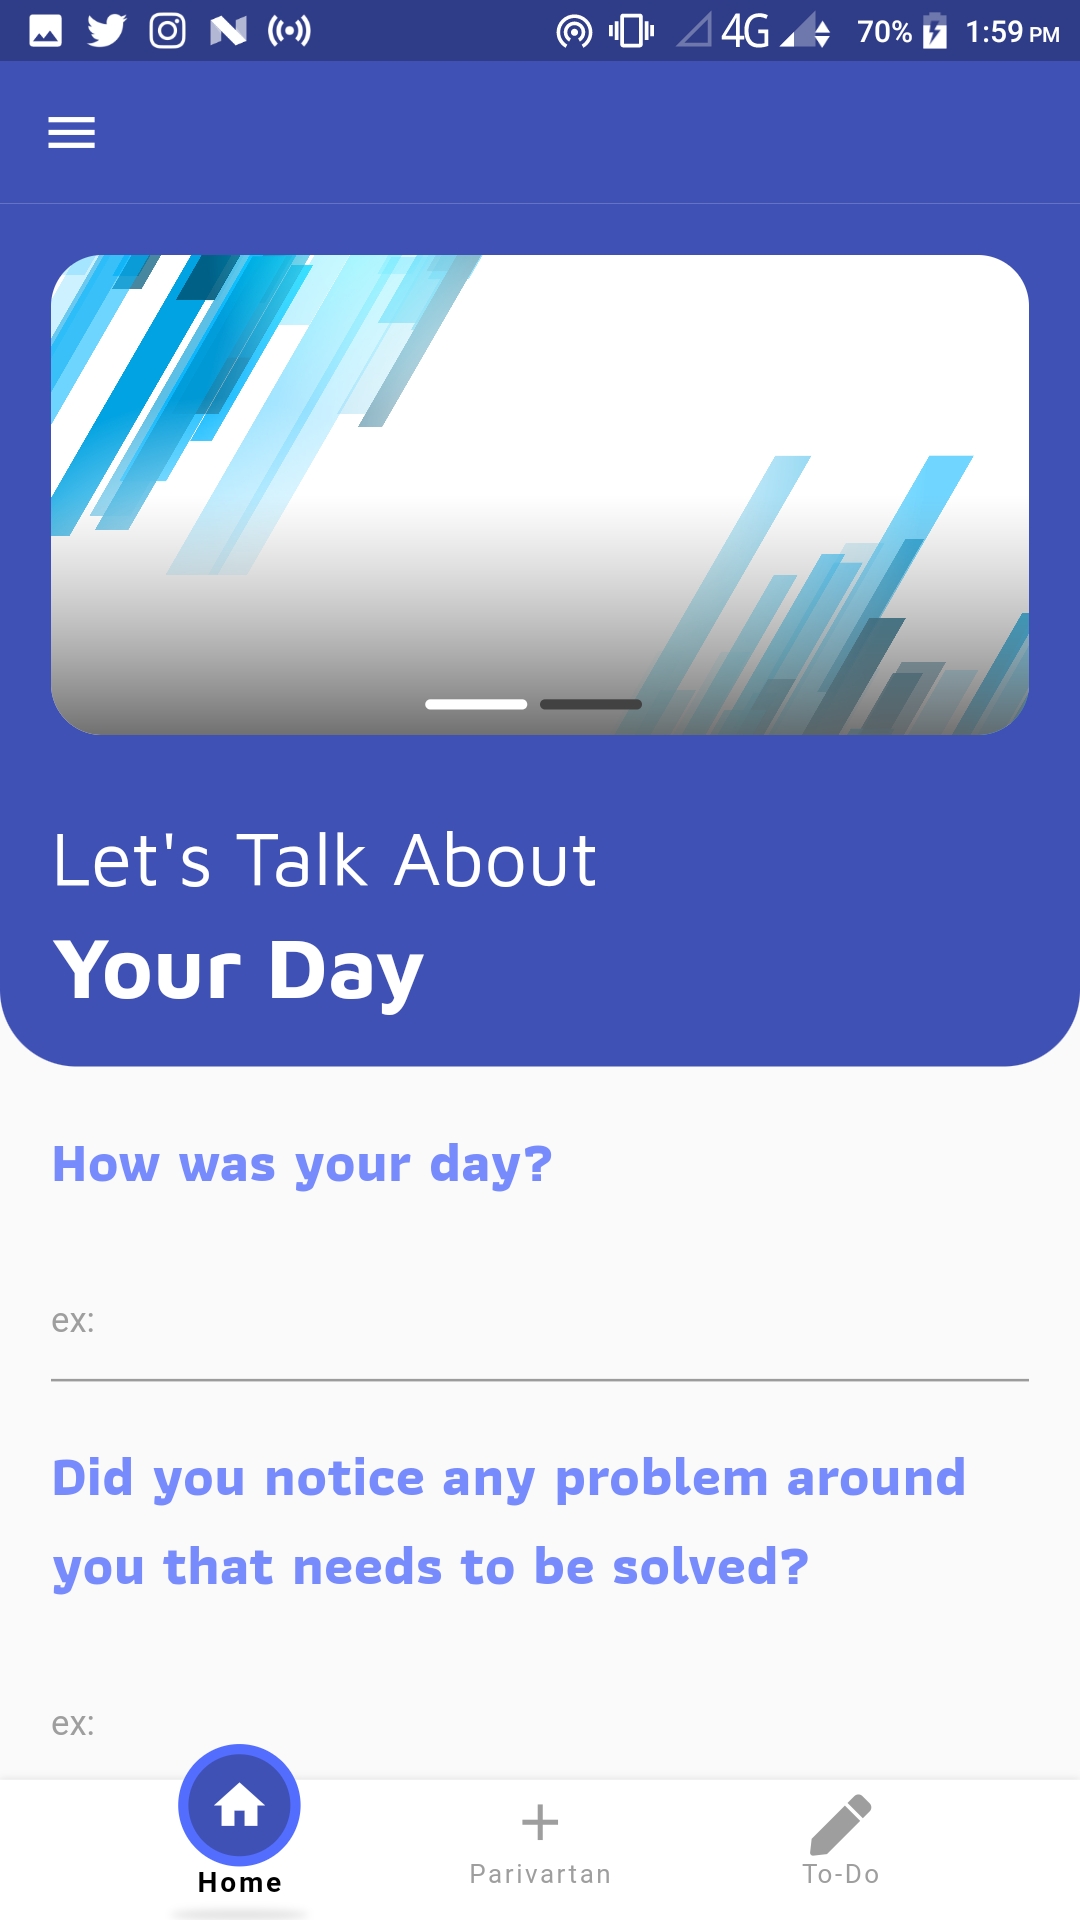 4G 70% 1:59 PM
Let's Talk About
Your Day
How was your day?
ex:
Did you notice any problem around
you that needs to be solved?
ex:
Home Parivartan To-Do